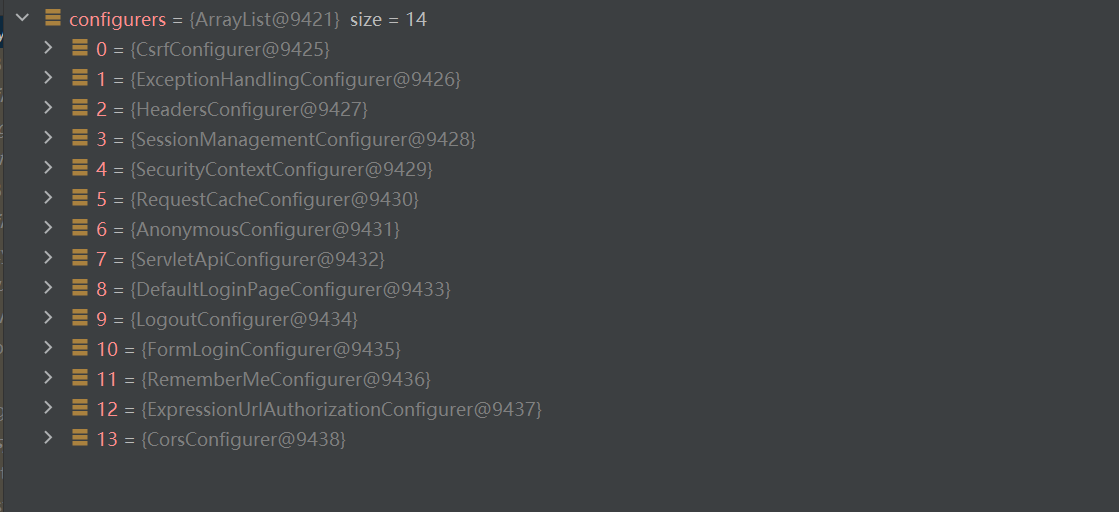 configurers = {ArrayList@9421} size = 14
0 = {CsrfConfigurer@9425}
1 = {ExceptionHandlingConfigurer@9426}
2 = {HeadersConfigurer@9427}
3 = {SessionManagementConfigurer@9428}
4 = {SecurityContextConfigurer@9429}
5 = {RequestCacheConfigurer@9430}
6 = {AnonymousConfigurer@9431}
7 = {ServletApiConfigurer@9432}
8 = {DefaultLoginPageConfigurer@9433}
9 = {LogoutConfigurer@9434}
10 = {FormLoginConfigurer@9435}
11 = {RememberMeConfigurer@9436}
12 = {ExpressionUrlAuthorizationConfigurer@9437}
13 = {CorsConfigurer@9438}